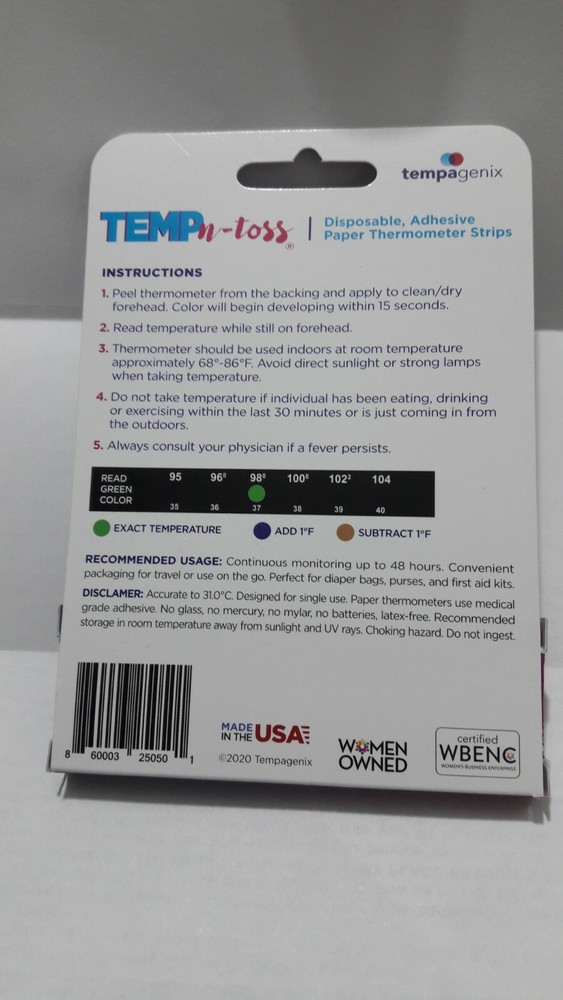 tempagenix
TEMPn-toss®
Disposable, Adhesive
Paper Thermometer Strips
INSTRUCTIONS
1. Peel thermometer from the backing and apply to clean/dry
forehead. Color will begin developing within 15 seconds.
2. Read temperature while still on forehead.
3. Thermometer should be used indoors at room temperature
approximately 68°-86°F. Avoid direct sunlight or strong lamps
when taking temperature.
4. Do not take temperature if individual has been eating, drinking
or exercising within the last 30 minutes or is just coming in from
the outdoors.
5. Always consult your physician if a fever persists.
READ
GREEN
COLOR
95 96⁸ 98⁶ 100⁴ 102² 104
35 36 37 38 39 40
EXACT TEMPERATURE ADD 1°F SUBTRACT 1°F
RECOMMENDED USAGE: Continuous monitoring up to 48 hours. Convenient
packaging for travel or use on the go. Perfect for diaper bags, purses, and first aid kits.
DISCLAMER: Accurate to ±1.0°C. Designed for single use. Paper thermometers use medical
grade adhesive. No glass, no mercury, no mylar, no batteries, latex-free. Recommended
storage in room temperature away from sunlight and UV rays. Choking hazard. Do not ingest.
8 60003 25050 1
MADE
IN THE USA
©2020 Tempagenix
WOMEN
OWNED
certified
WBENC
WOMEN'S BUSINESS ENTERPRISE